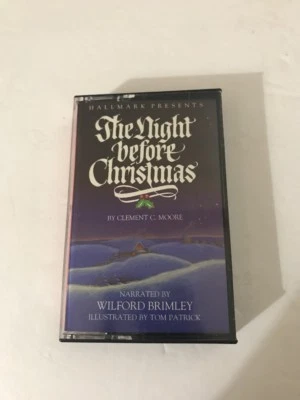 HALLMARK PRESENTS
The Night
before
Christmas
BY CLEMENT C. MOORE
NARRATED BY
WILFORD BRIMLEY
ILLUSTRATED BY TOM PATRICK